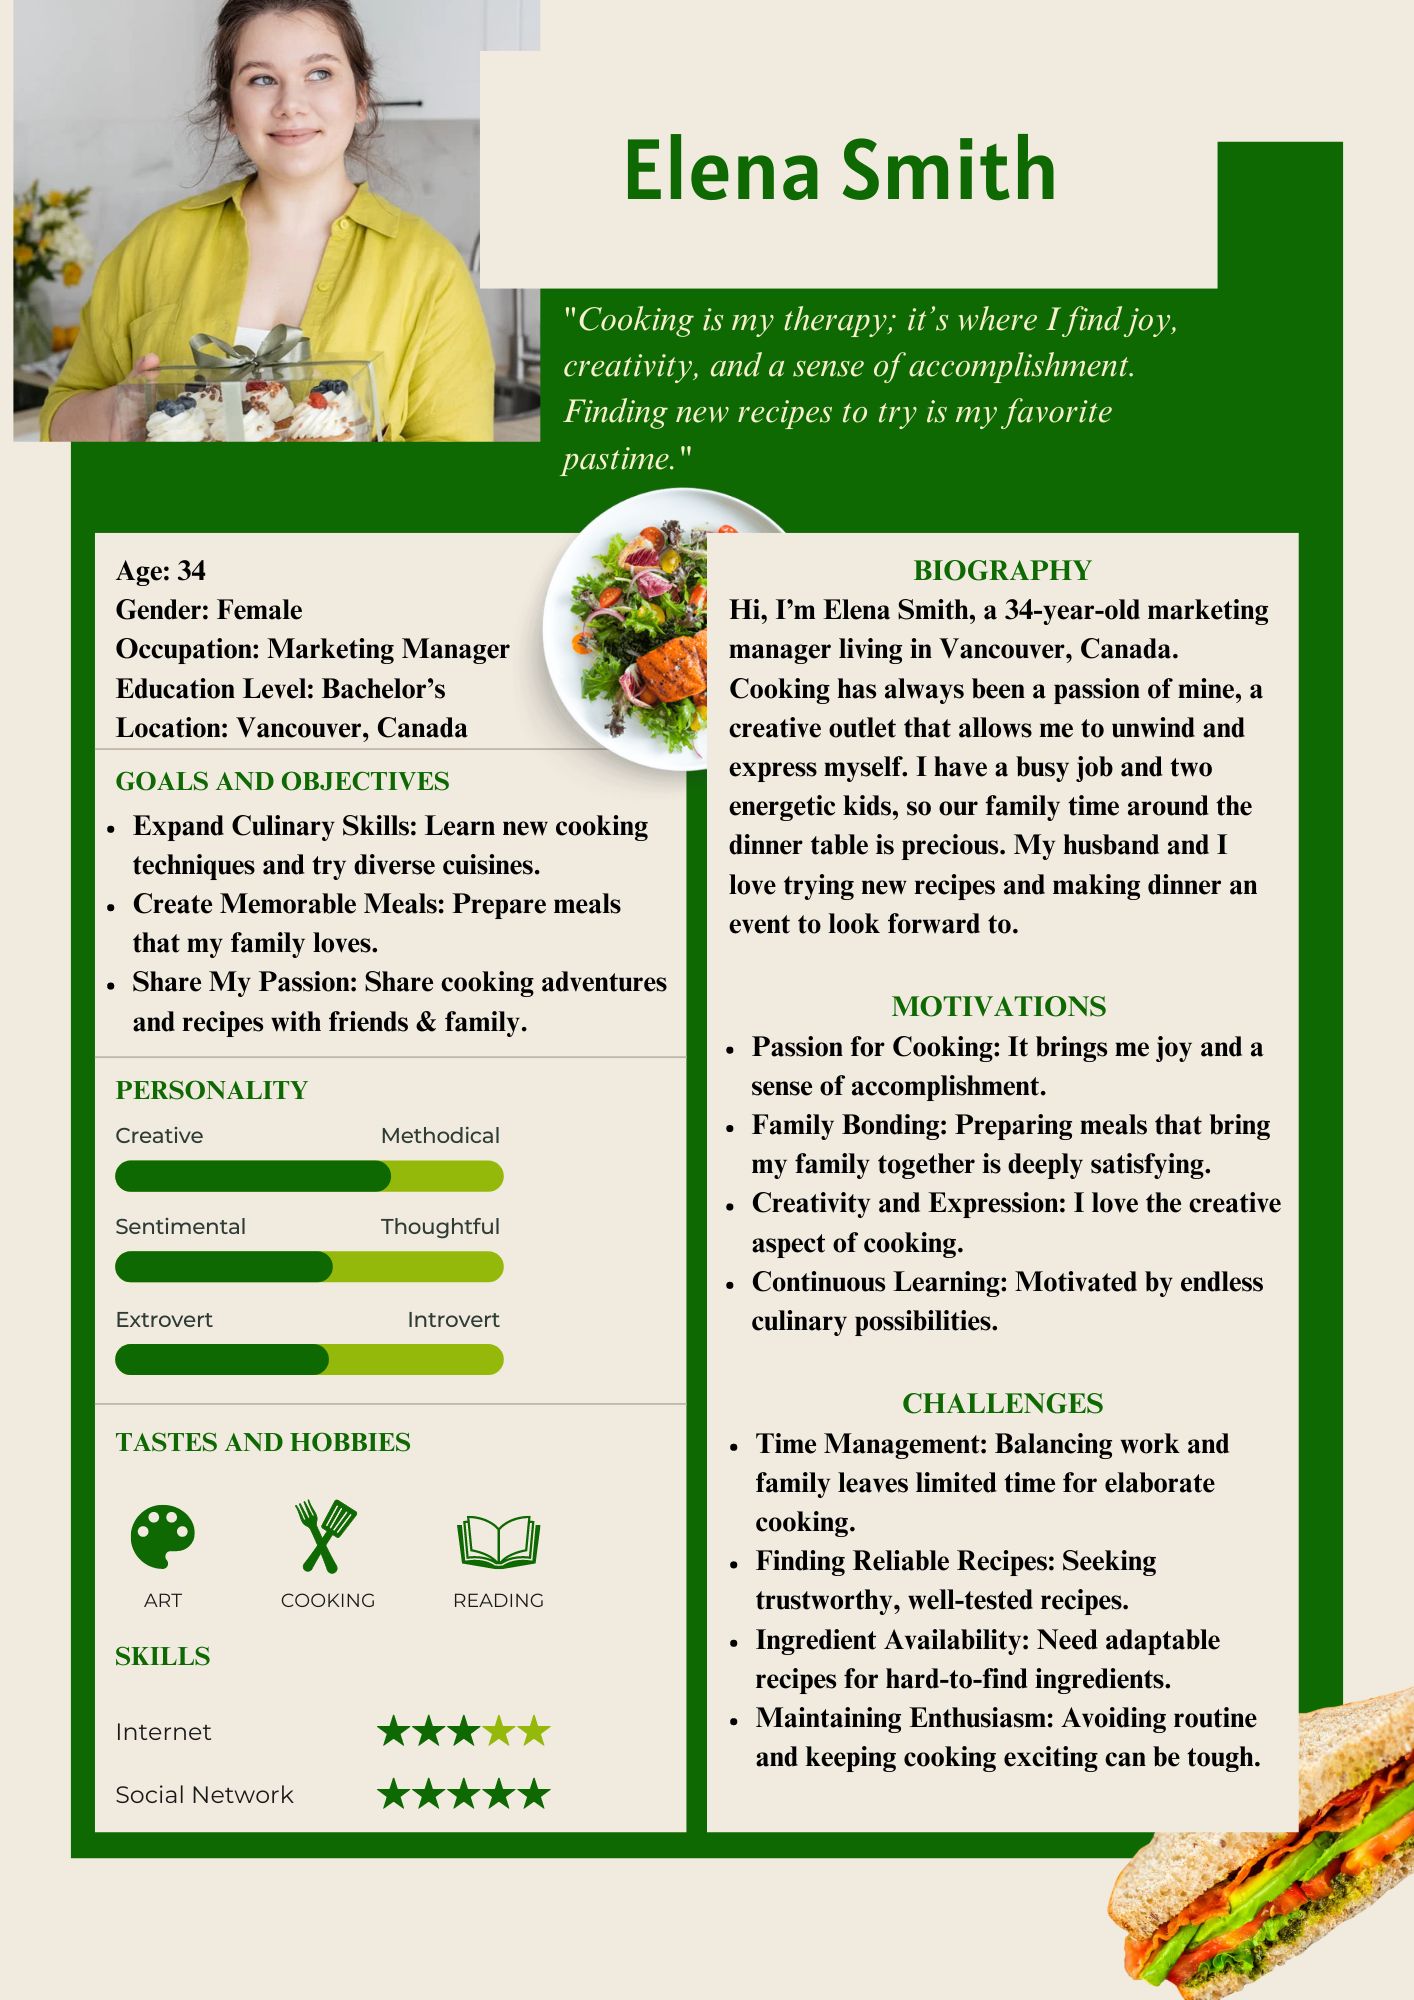 Elena Smith
"Cooking is my therapy; it’s where I find joy,
creativity, and a sense of accomplishment.
Finding new recipes to try is my favorite
pastime."
Age: 34
Gender: Female
Occupation: Marketing Manager
Education Level: Bachelor’s
Location: Vancouver, Canada
GOALS AND OBJECTIVES
• Expand Culinary Skills: Learn new cooking
techniques and try diverse cuisines.
• Create Memorable Meals: Prepare meals
that my family loves.
• Share My Passion: Share cooking adventures
and recipes with friends & family.
PERSONALITY
Creative Methodical
Sentimental Thoughtful
Extrovert Introvert
TASTES AND HOBBIES
ART COOKING READING
SKILLS
Internet
Social Network
BIOGRAPHY
Hi, I’m Elena Smith, a 34-year-old marketing
manager living in Vancouver, Canada.
Cooking has always been a passion of mine, a
creative outlet that allows me to unwind and
express myself. I have a busy job and two
energetic kids, so our family time around the
dinner table is precious. My husband and I
love trying new recipes and making dinner an
event to look forward to.
MOTIVATIONS
• Passion for Cooking: It brings me joy and a
sense of accomplishment.
• Family Bonding: Preparing meals that bring
my family together is deeply satisfying.
• Creativity and Expression: I love the creative
aspect of cooking.
• Continuous Learning: Motivated by endless
culinary possibilities.
CHALLENGES
• Time Management: Balancing work and
family leaves limited time for elaborate
cooking.
• Finding Reliable Recipes: Seeking
trustworthy, well-tested recipes.
• Ingredient Availability: Need adaptable
recipes for hard-to-find ingredients.
• Maintaining Enthusiasm: Avoiding routine
and keeping cooking exciting can be tough.